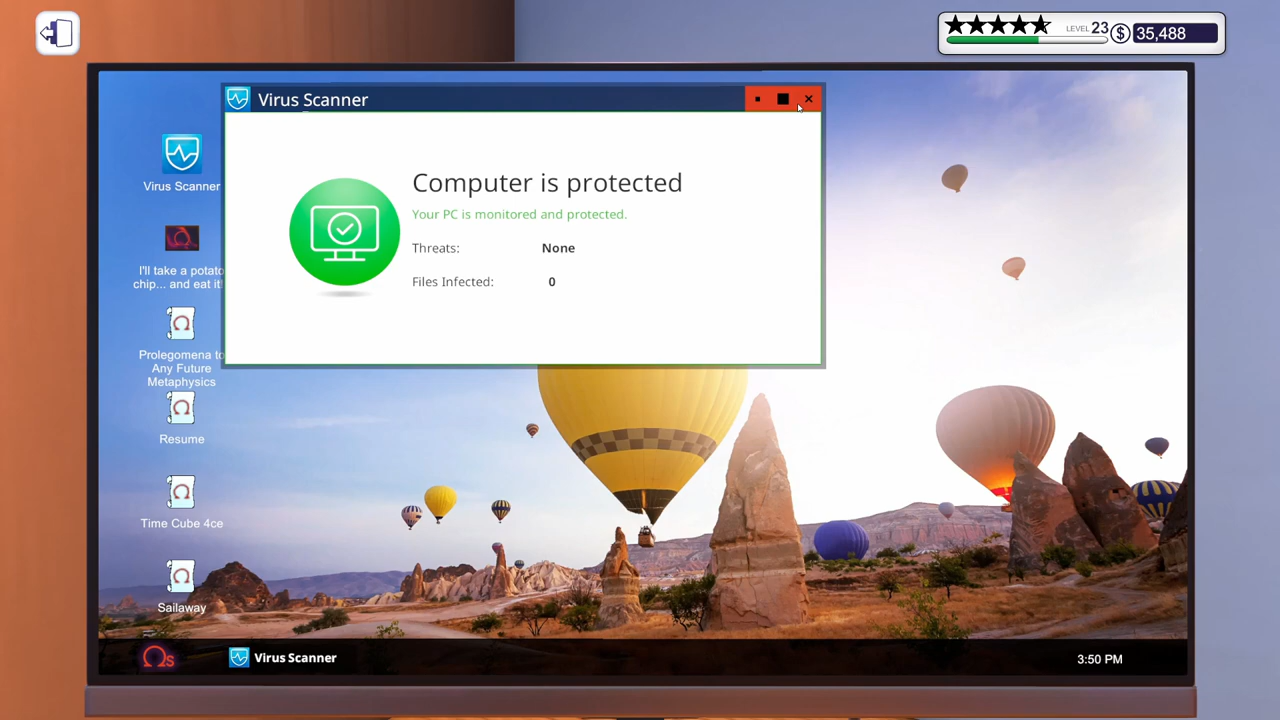 LEVEL 23
$ 35,488
Virus Scanner
Virus Scanner
Computer is protected
Your PC is monitored and protected.
Threats: None
Files Infected: 0
I'll take a potato
chip... and eat it!
Prolegomena to
Any Future
Metaphysics
Resume
Time Cube 4ce
Sailaway
Ωs
Virus Scanner
3:50 PM